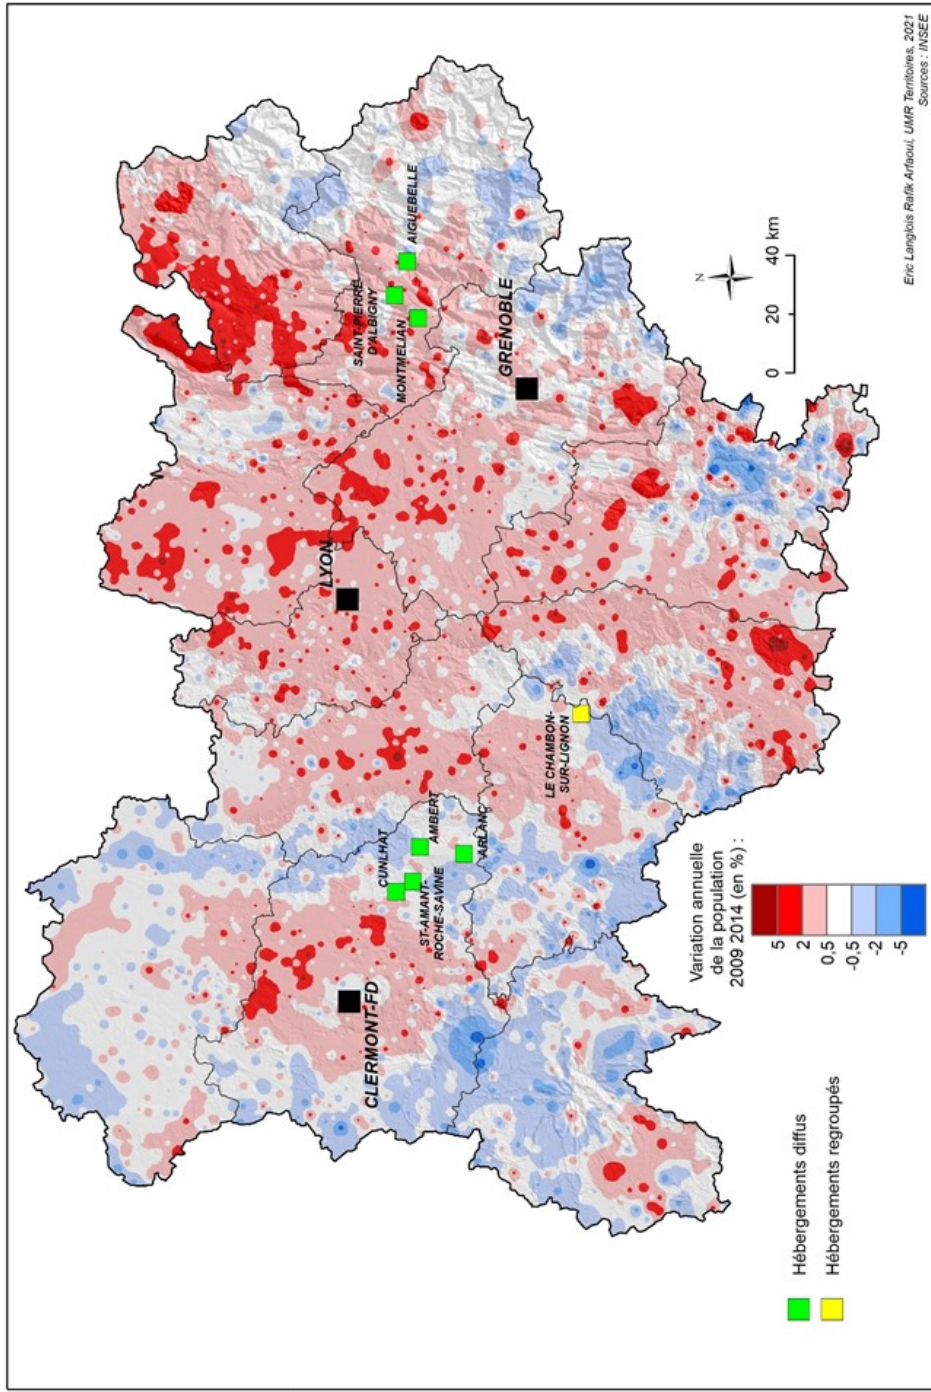 LYON
CLERMONT-FD
GRENOBLE
CUNLHAT
AMBERT
ST-AMANT-
ROCHE-SAVINE
ARLANC
LE CHAMBON-
SUR-LIGNON
SAINT-PIERRE-
D'ALBIGNY
MONTMELIAN
AIGUEBELLE
Hébergements diffus
Hébergements regroupés
Variation annuelle
de la population
2009 2014 (en %) :
5
2
0,5
-0,5
-2
-5
N
0 20 40 km
Eric Langlois Rafik Arfaoui, UMR Territoires, 2021
Sources : INSEE